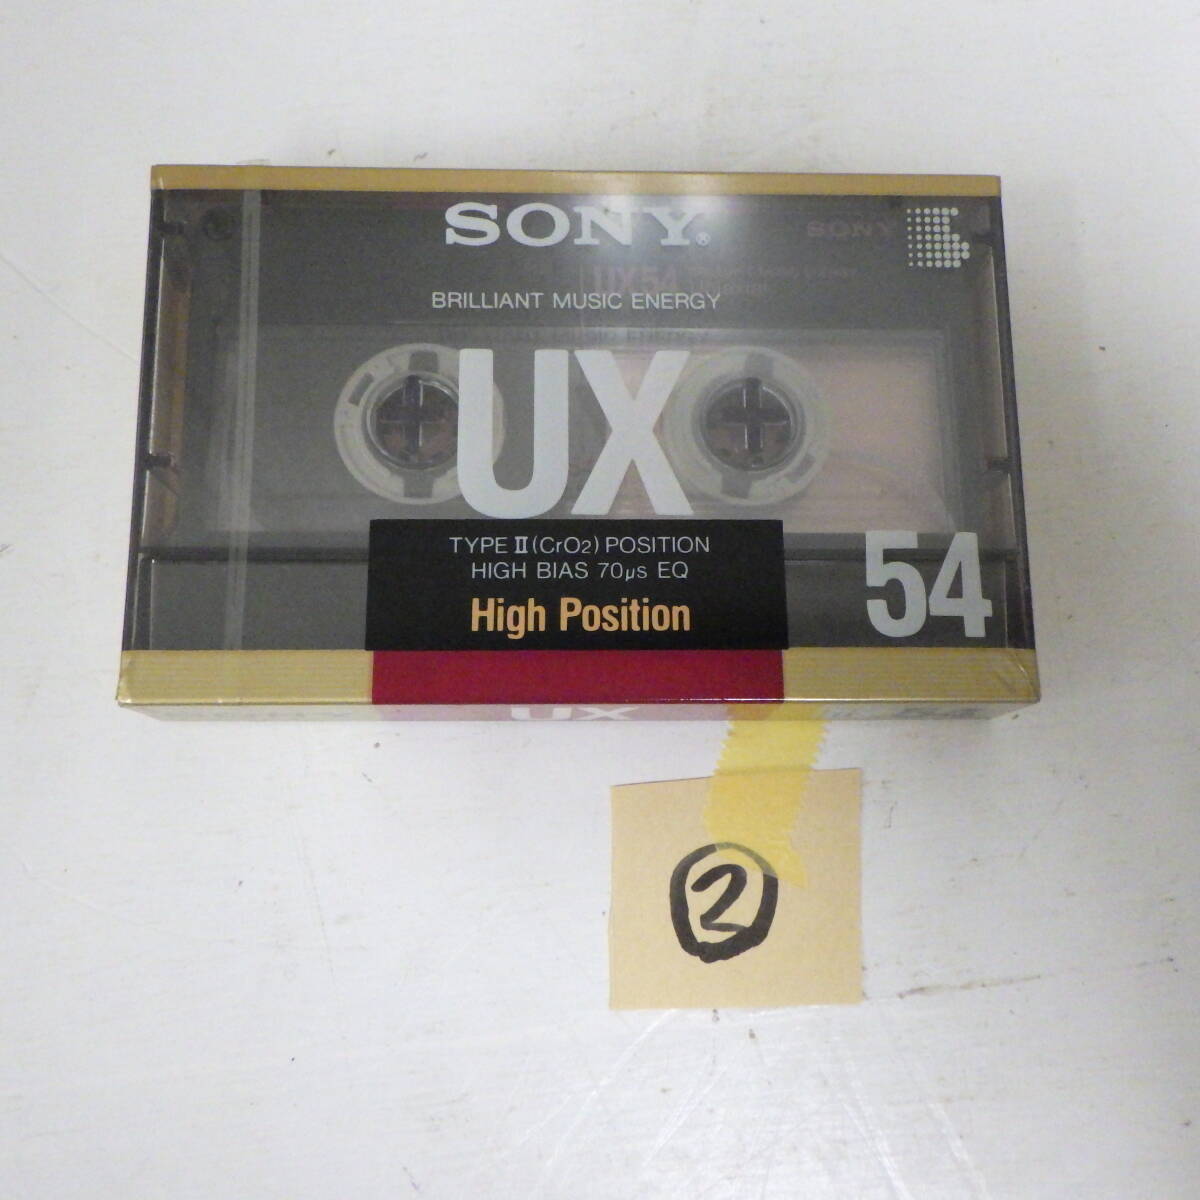 SONY®
SONY
BRILLIANT MUSIC ENERGY
UX54
UX
TYPE II (CrO2) POSITION
HIGH BIAS 70μs EQ
High Position
54
UX
②